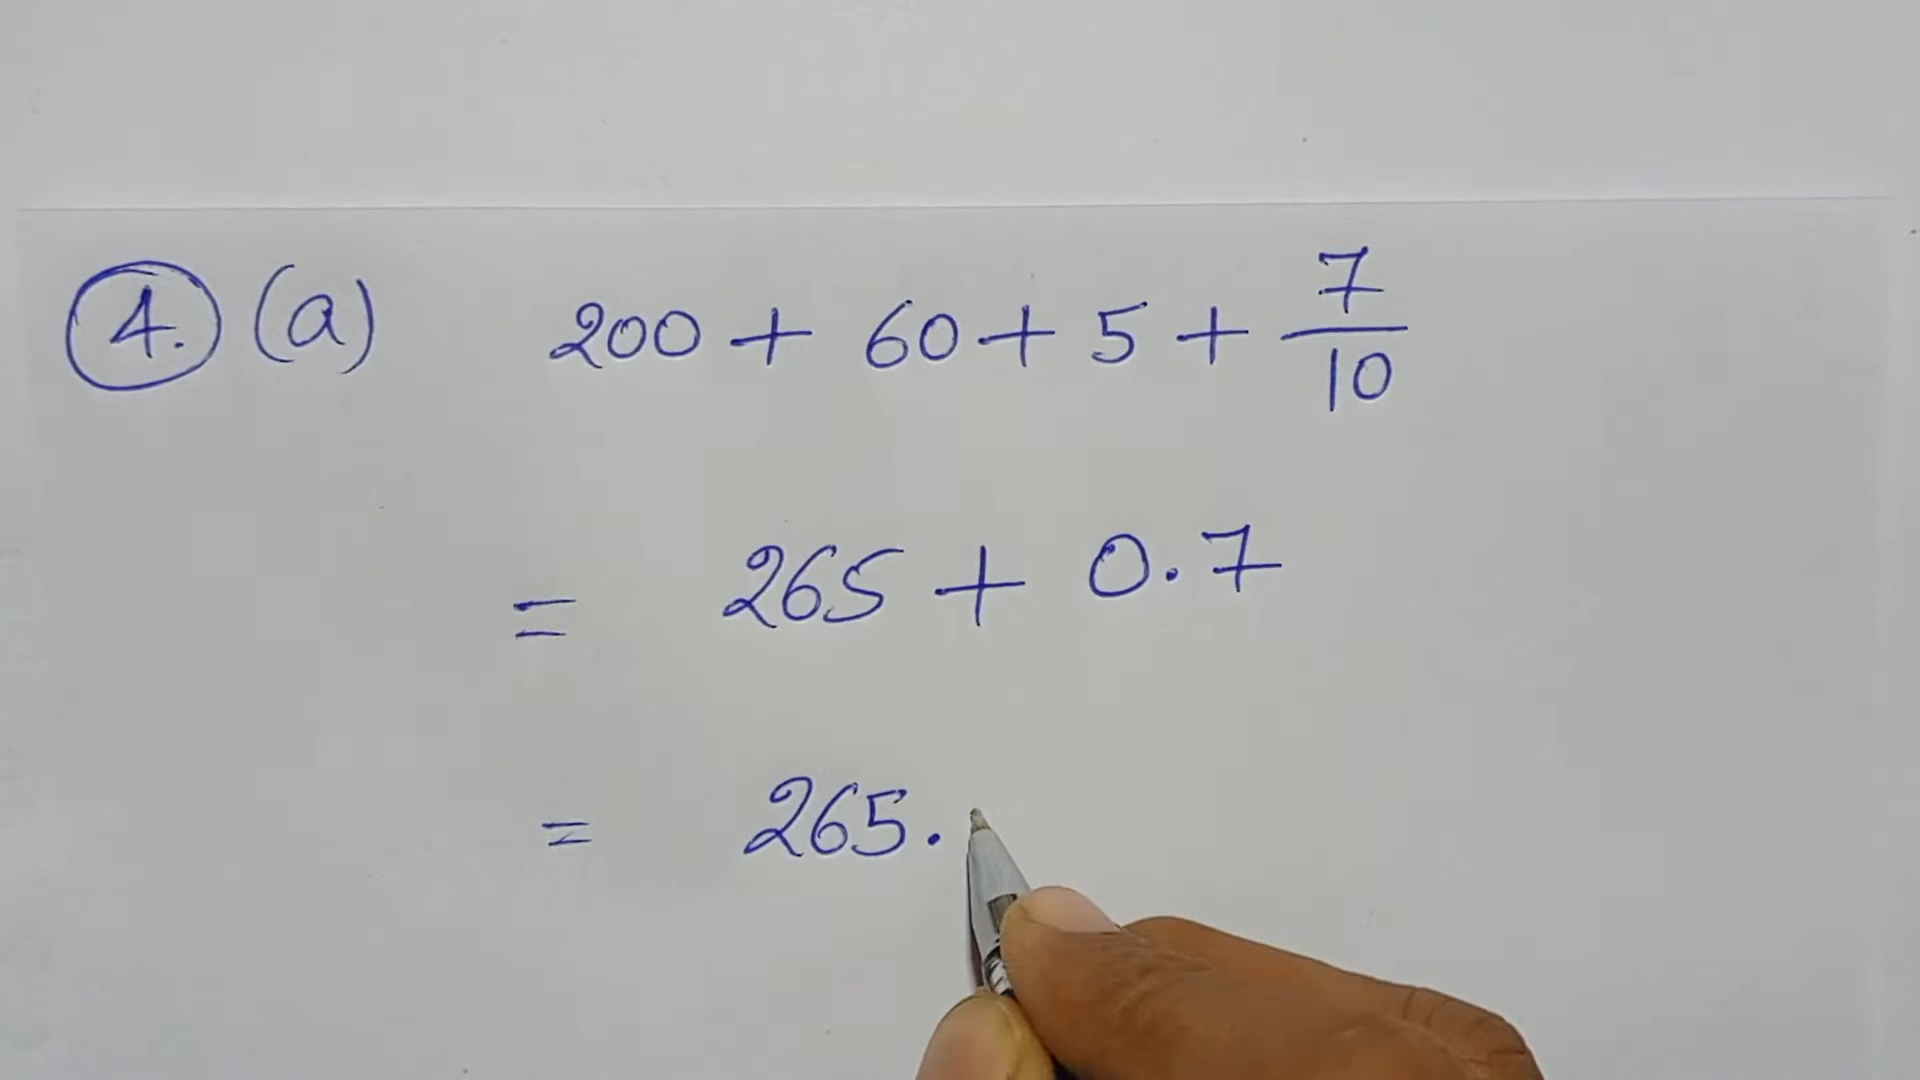 4. (a) 200 + 60 + 5 + 7/10
= 265 + 0.7
= 265.